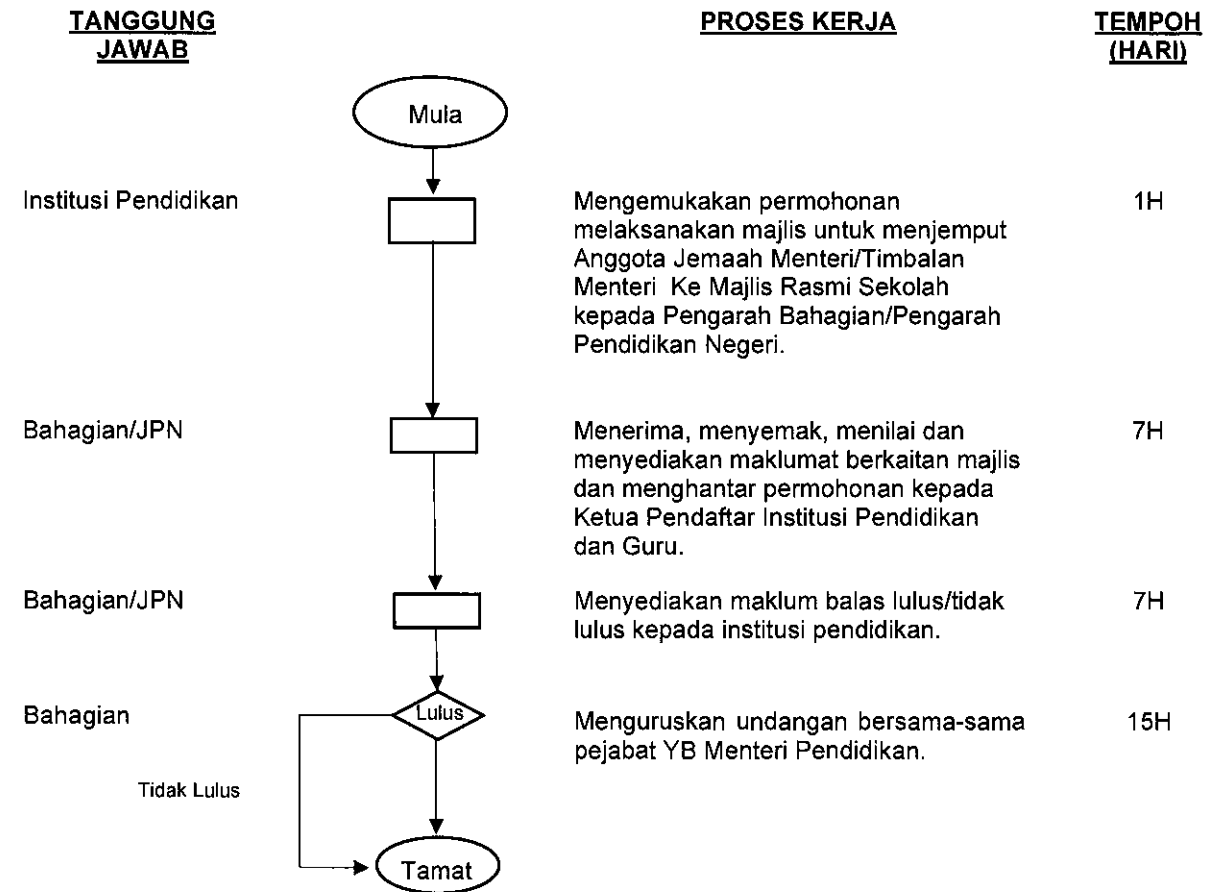 TANGGUNG
JAWAB
PROSES KERJA
TEMPOH
(HARI)
Mula
Institusi Pendidikan
Mengemukakan permohonan
melaksanakan majlis untuk menjemput
Anggota Jemaah Menteri/Timbalan
Menteri Ke Majlis Rasmi Sekolah
kepada Pengarah Bahagian/Pengarah
Pendidikan Negeri.
1H
Bahagian/JPN
Menerima, menyemak, menilai dan
menyediakan maklumat berkaitan majlis
dan menghantar permohonan kepada
Ketua Pendaftar Institusi Pendidikan
dan Guru.
7H
Bahagian/JPN
Menyediakan maklum balas lulus/tidak
lulus kepada institusi pendidikan.
7H
Bahagian
Lulus
Menguruskan undangan bersama-sama
pejabat YB Menteri Pendidikan.
15H
Tidak Lulus
Tamat